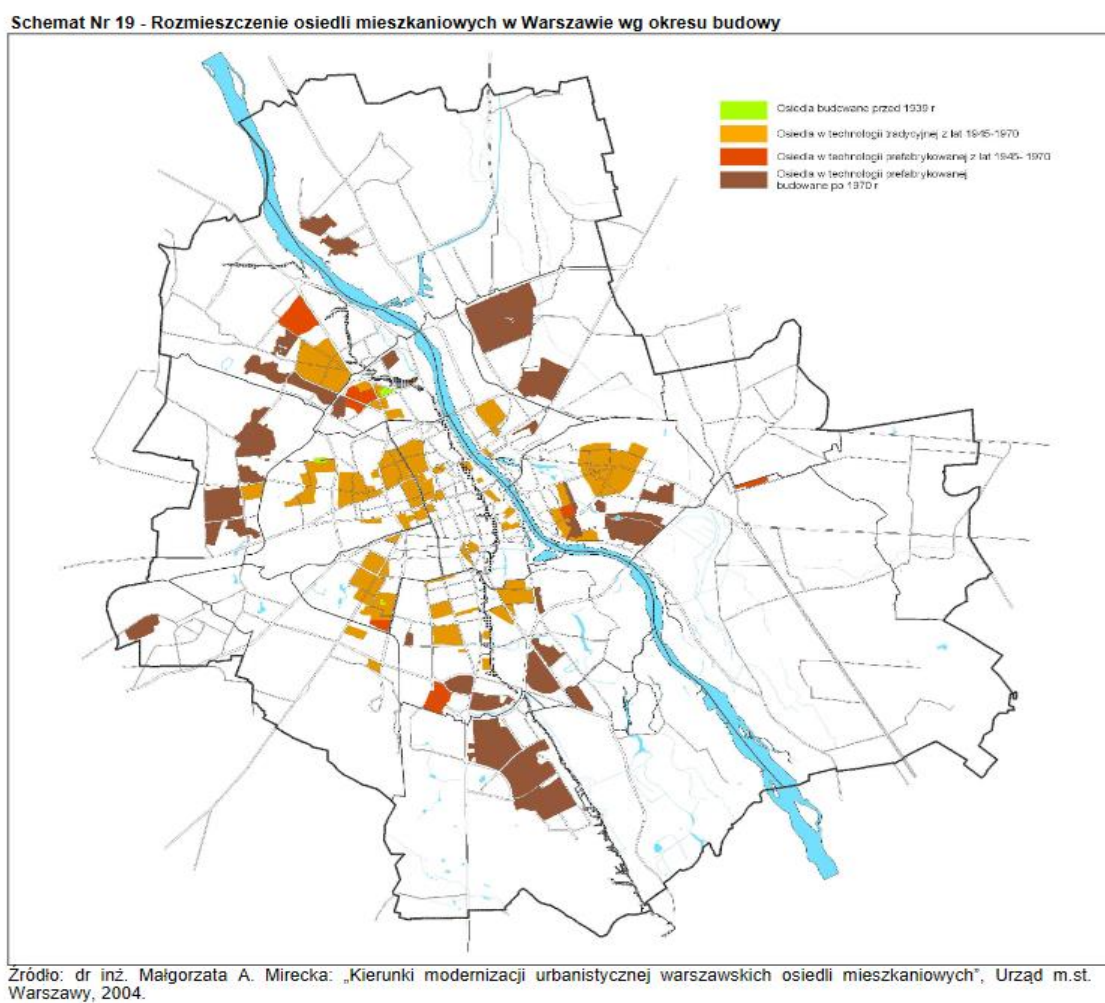 Schemat Nr 19 - Rozmieszczenie osiedli mieszkaniowych w Warszawie wg okresu budowy
Osiedla budowane przed 1939 r
Osiedla w technologii tradycyjnej z lat 1945-1970
Osiedla w technologii prefabrykowanej z lat 1945- 1970
Osiedla w technologii prefabrykowanej
budowane po 1970 r
Źródło: dr inż. Małgorzata A. Mirecka: „Kierunki modernizacji urbanistycznej warszawskich osiedli mieszkaniowych”, Urząd m.st.
Warszawy, 2004.